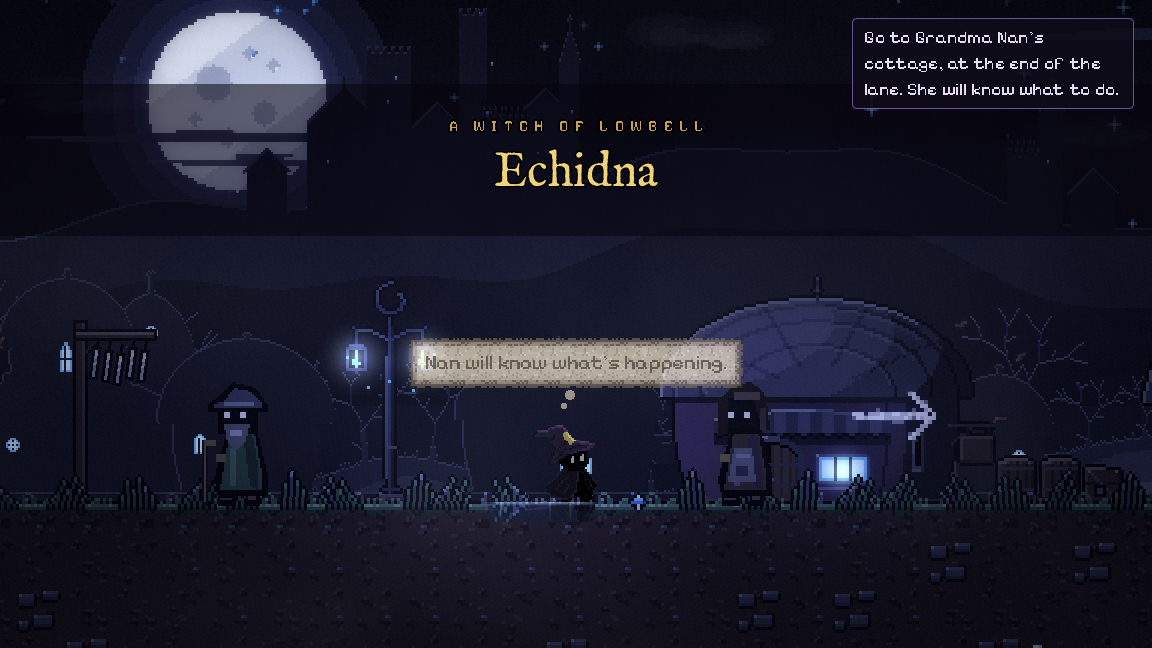 A WITCH OF LOWBELL
Echidna
Go to Grandma Nan's
cottage, at the end of the
lane. She will know what to do.
Nan will know what's happening.